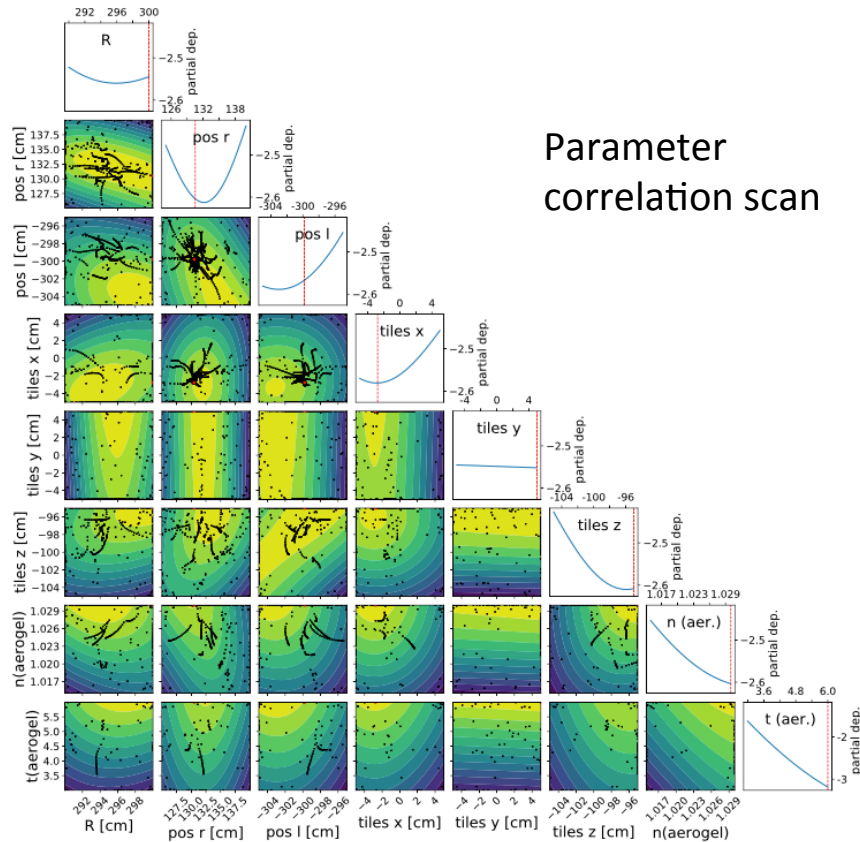 292 296 300
R
−2.5
−2.6
partial dep.
126 132 138
pos r [cm]
137.5
135.0
132.5
130.0
127.5
pos r
−2.5
−2.6
partial dep.
Parameter
correlation scan
-304 -300 -296
pos l [cm]
−296
−298
−300
−302
−304
pos l
−2.5
−2.6
partial dep.
-4 0 4
tiles x [cm]
4
2
0
−2
−4
tiles x
−2.5
−2.6
partial dep.
-4 0 4
tiles y [cm]
4
2
0
−2
−4
tiles y
−2.5
−2.6
partial dep.
-104 -100 -96
tiles z [cm]
−96
−98
−100
−102
−104
tiles z
−2.5
−2.6
partial dep.
1.017 1.023 1.029
n(aerogel)
1.029
1.026
1.023
1.020
1.017
n (aer.)
−2.5
−2.6
partial dep.
3.6 4.8 6.0
t(aerogel)
5.5
5.0
4.5
4.0
3.5
t (aer.)
−2
−3
partial dep.
292 294 296 298
127.5 130.0 132.5 135.0 137.5
−304 −302 −300 −298 −296
−4 −2 0 2 4
−4 −2 0 2 4
−104 −102 −100 −98 −96
1.017 1.020 1.023 1.026 1.029
R [cm]
pos r [cm]
pos l [cm]
tiles x [cm]
tiles y [cm]
tiles z [cm]
n(aerogel)